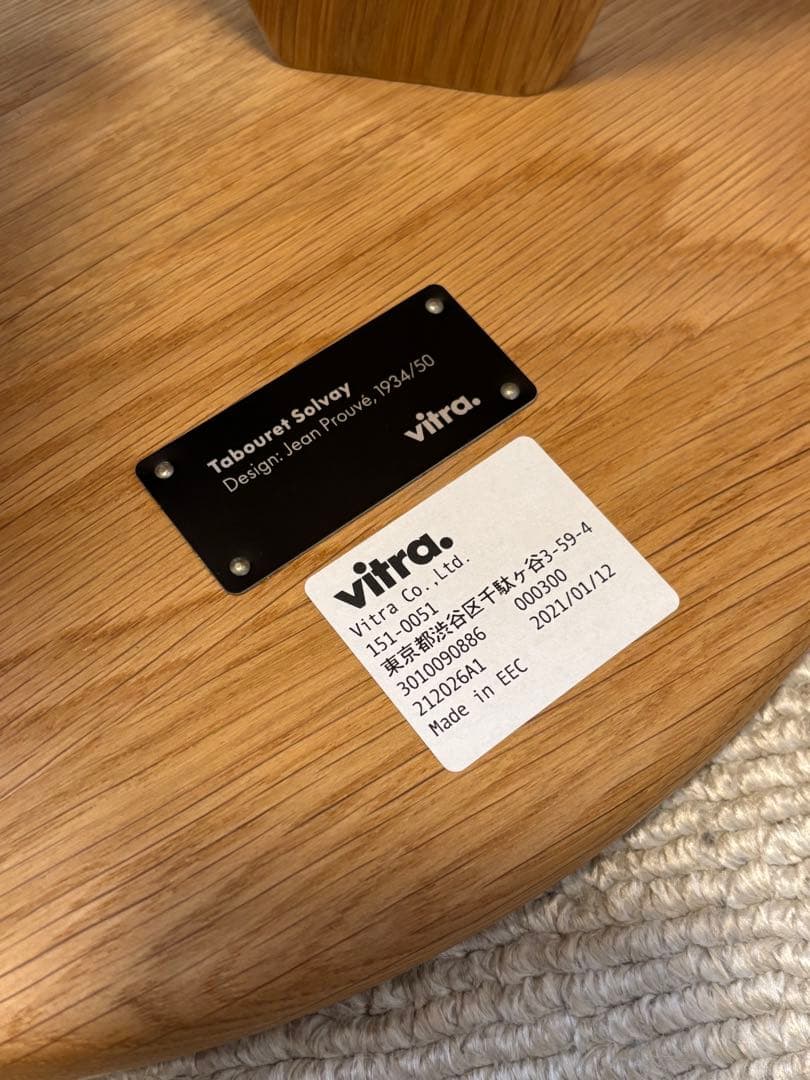 Tabouret Solvay
Design: Jean Prouvé, 1934/50
vitra.
vitra.
Vitra Co.,Ltd.
151-0051
東京都渋谷区千駄ヶ谷3-59-4
3010090886 000300
212026A1 2021/01/12
Made in EEC